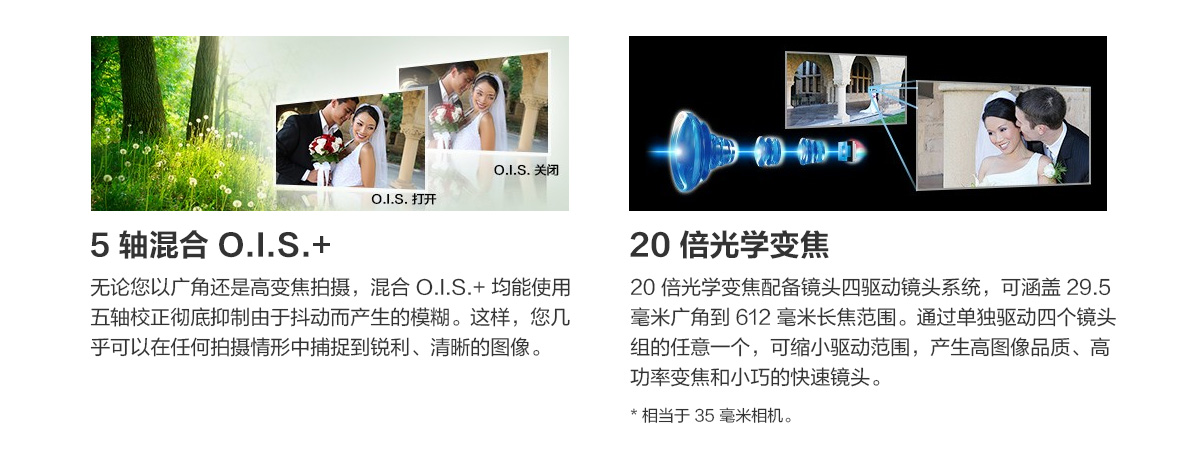 O.I.S. 关闭
O.I.S. 打开
5 轴混合 O.I.S.+
无论您以广角还是高变焦拍摄，混合 O.I.S.+ 均能使用
五轴校正彻底抑制由于抖动而产生的模糊。这样，您几
乎可以在任何拍摄情形中捕捉到锐利、清晰的图像。
20 倍光学变焦
20 倍光学变焦配备镜头四驱动镜头系统，可涵盖 29.5
毫米广角到 612 毫米长焦范围。通过单独驱动四个镜头
组的任意一个，可缩小驱动范围，产生高图像品质、高
功率变焦和小巧的快速镜头。
* 相当于 35 毫米相机。